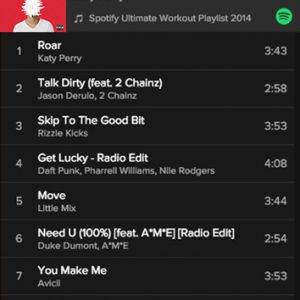 Spotify Ultimate Workout Playlist 2014
1 Roar 3:43
Katy Perry
2 Talk Dirty (feat. 2 Chainz) 2:58
Jason Derulo, 2 Chainz
3 Skip To The Good Bit 3:53
Rizzle Kicks
4 Get Lucky - Radio Edit 4:08
Daft Punk, Pharrell Williams, Nile Rodgers
5 Move 3:44
Little Mix
6 Need U (100%) [feat. A*M*E] [Radio Edit] 2:54
Duke Dumont, A*M*E*
7 You Make Me 3:53
Avicii